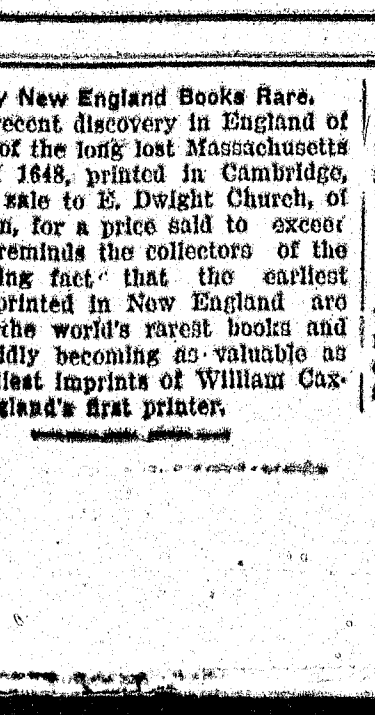 y New England Books Rare.
recent discovery in England of
of the long lost Massachusetts
1648, printed in Cambridge,
sale to E. Dwight Church, of
n, for a price said to exceed
reminds the collectors of the
ing fact that the earliest
printed in New England are
the world's rarest books and
idly becoming as valuable as
liest imprints of William Cax-
gland's first printer.